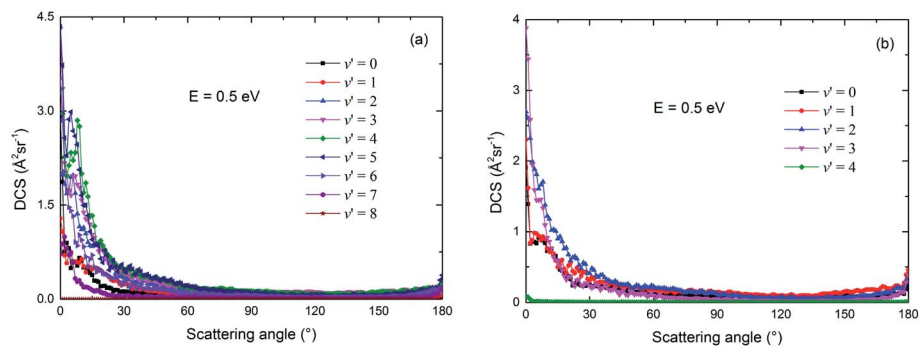 4.5
(a)
v' = 0
v' = 1
E = 0.5 eV
v' = 2
3.0
v' = 3
v' = 4
v' = 5
v' = 6
1.5
v' = 7
v' = 8
0.0
DCS (Å²sr⁻¹)
0 30 60 90 120 150 180
Scattering angle (°)
4
(b)
3
E = 0.5 eV
v' = 0
v' = 1
2
v' = 2
v' = 3
v' = 4
1
0
DCS (Å²sr⁻¹)
0 30 60 90 120 150 180
Scattering angle (°)